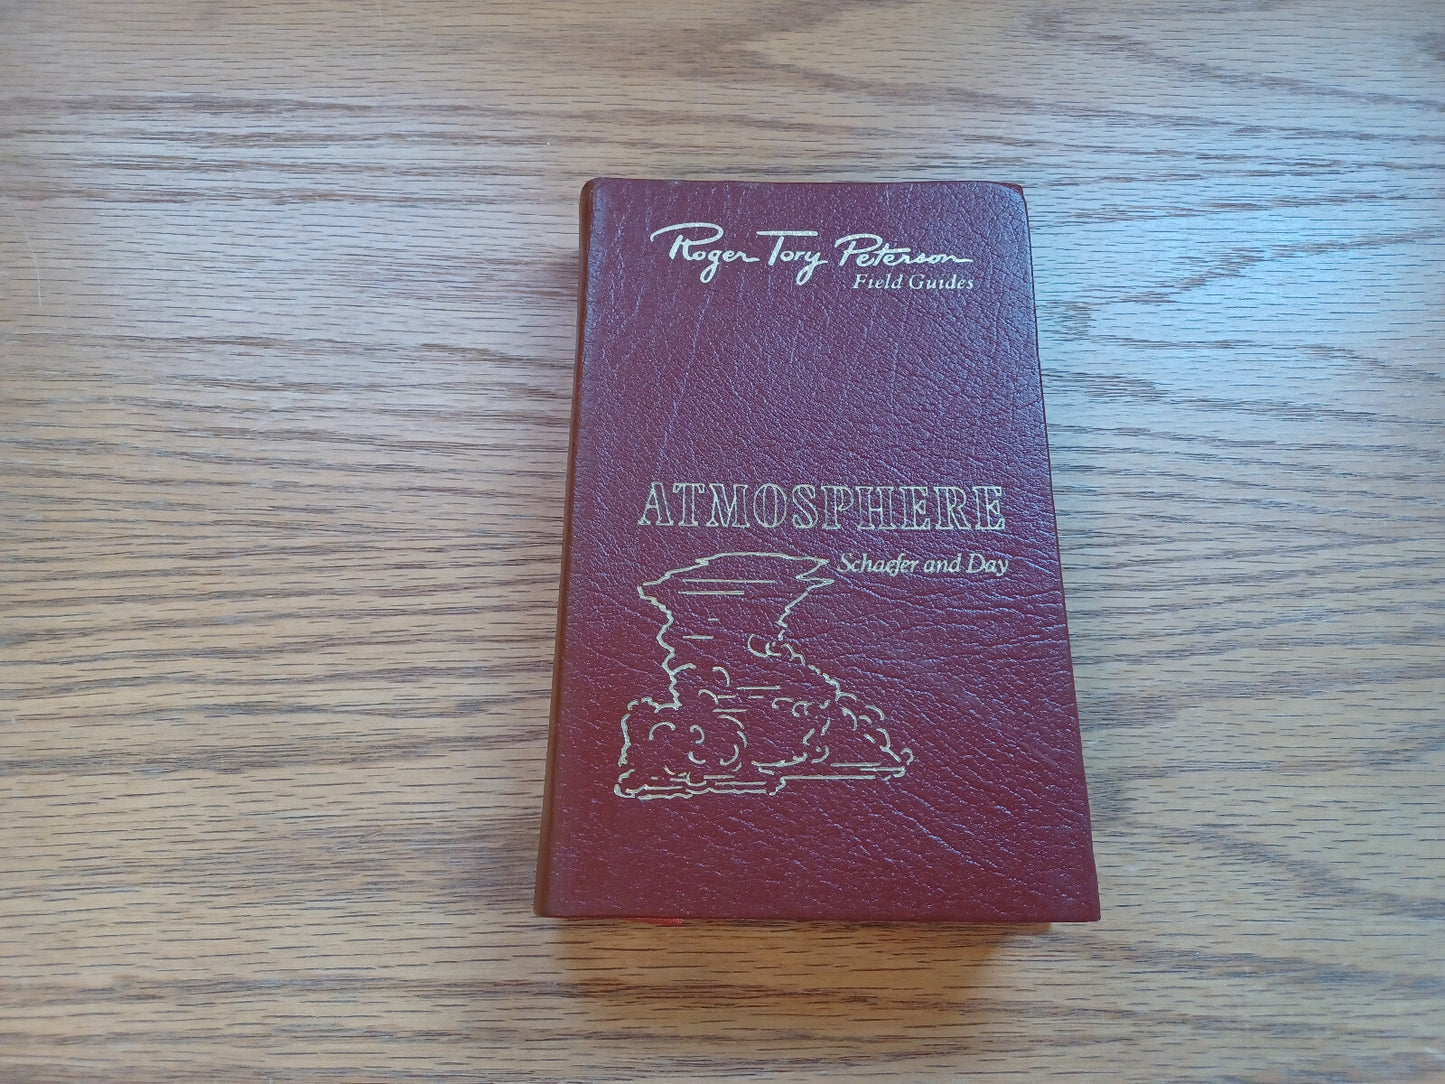 Roger Tory Peterson
Field Guides
ATMOSPHERE
Schaefer and Day